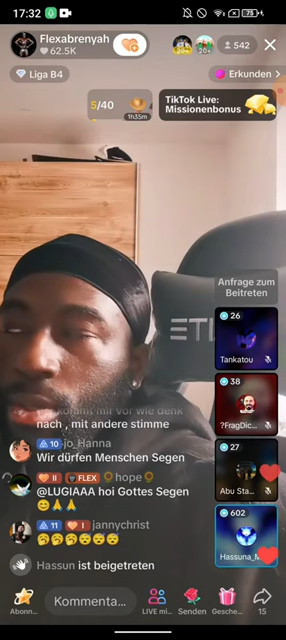 17:32
75
Flexabrenyah
62.5K
20+
20+
542
Liga B4
Erkunden >
5/40
1h35m
TikTok Live:
Missionenbonus
Anfrage zum
Beitreten
26
Tankatou
38
?FragDic...
27
Abu Sta...
602
Hassuna_M
kommt mir vor wie denk
nach , mit andere stimme
10 jo_Hanna
Wir dürfen Menschen Segen
II FLEX 🌻hope🌻
@LUGIAAA hoi Gottes Segen
😊🙏🙏
11 I jannychrist
Hassun ist beigetreten
Abonn...
Kommenta...
LIVE mi...
Senden
Gesche...
15